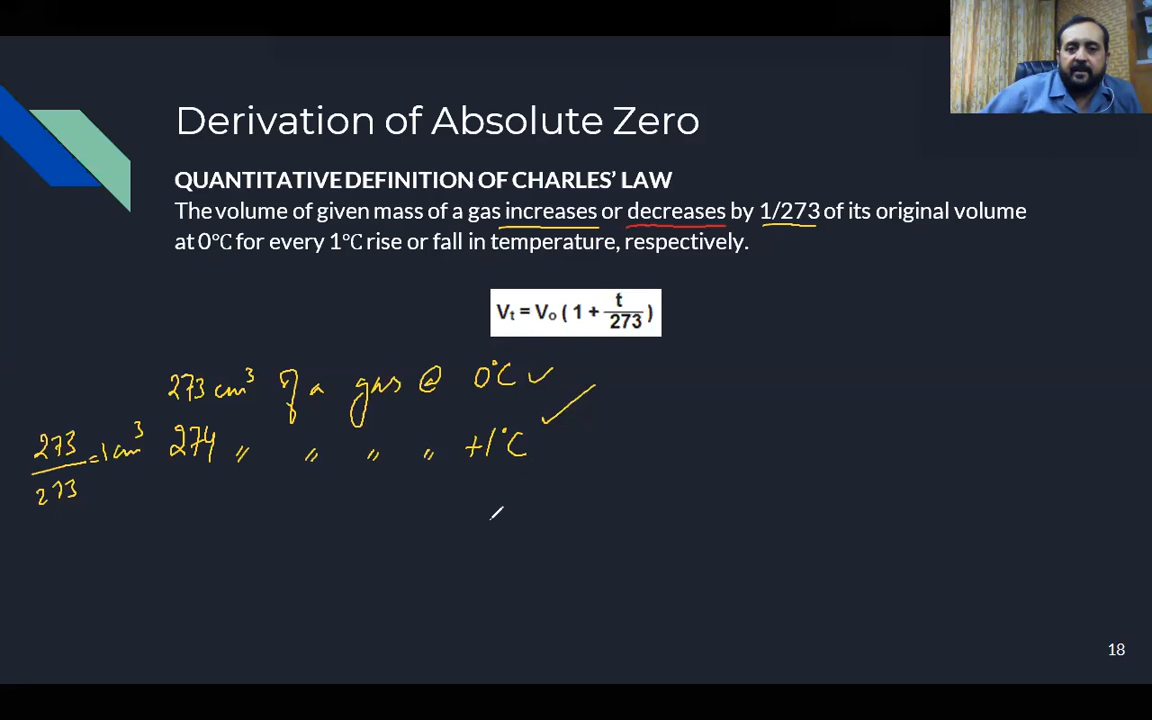 Derivation of Absolute Zero
QUANTITATIVE DEFINITION OF CHARLES' LAW
The volume of given mass of a gas increases or decreases by 1/273 of its original volume
at 0℃ for every 1℃ rise or fall in temperature, respectively.
Vt = Vo ( 1 + t/273 )
273 cm³ of a gas @ 0°C ✓
273/273 = 1 cm³ 274 " " " " +1°C ✓
18